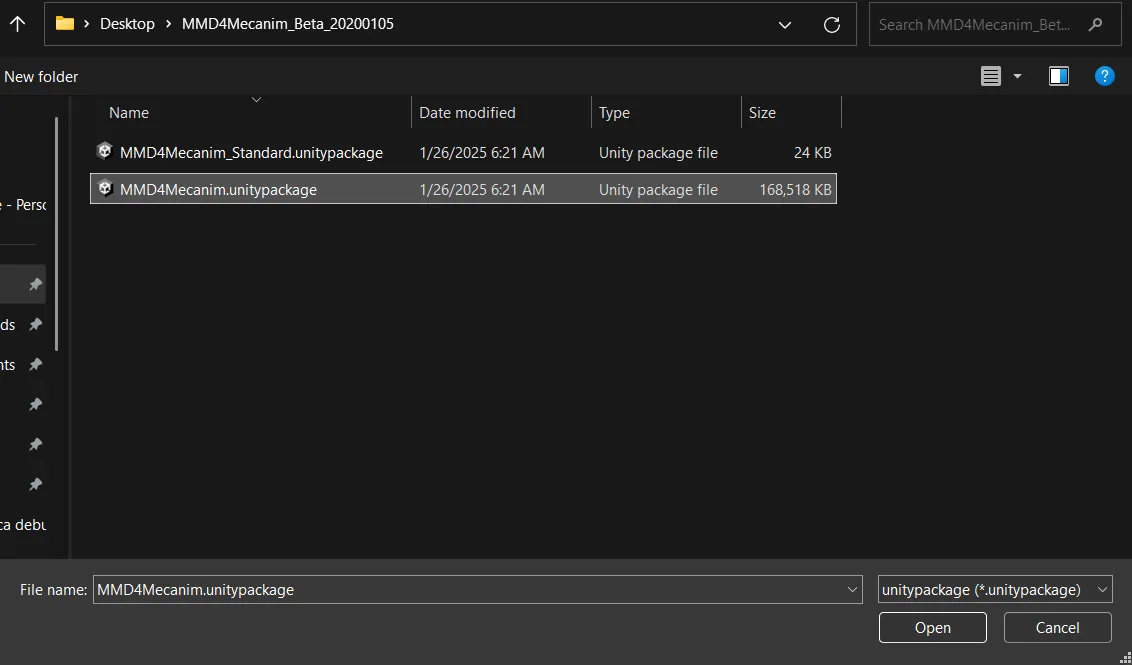 Desktop > MMD4Mecanim_Beta_20200105
Search MMD4Mecanim_Bet...
New folder
?
Name Date modified Type Size
MMD4Mecanim_Standard.unitypackage 1/26/2025 6:21 AM Unity package file 24 KB
MMD4Mecanim.unitypackage 1/26/2025 6:21 AM Unity package file 168,518 KB
e - Perso
ds
nts
ca debu
File name: MMD4Mecanim.unitypackage unitypackage (*.unitypackage)
Open Cancel